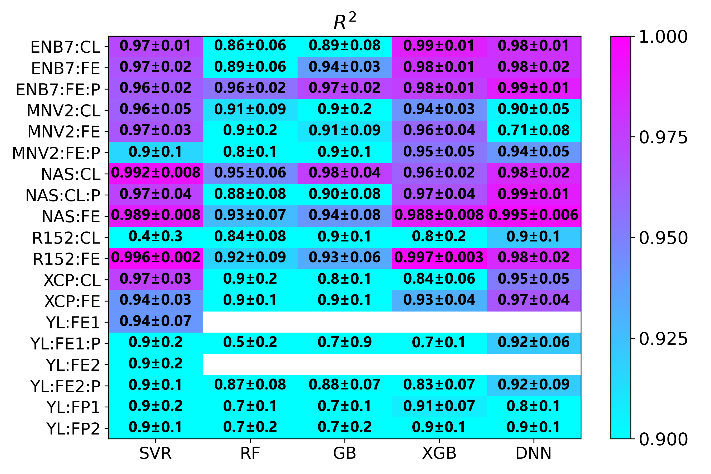 R²
ENB7:CL 0.97±0.01 0.86±0.06 0.89±0.08 0.99±0.01 0.98±0.01
ENB7:FE 0.97±0.02 0.89±0.06 0.94±0.03 0.98±0.01 0.98±0.02
ENB7:FE:P 0.96±0.02 0.96±0.02 0.97±0.02 0.98±0.01 0.99±0.01
MNV2:CL 0.96±0.05 0.91±0.09 0.9±0.2 0.94±0.03 0.90±0.05
MNV2:FE 0.97±0.03 0.9±0.2 0.91±0.09 0.96±0.04 0.71±0.08
MNV2:FE:P 0.9±0.1 0.8±0.1 0.9±0.1 0.95±0.05 0.94±0.05
NAS:CL 0.992±0.008 0.95±0.06 0.98±0.04 0.96±0.02 0.98±0.02
NAS:CL:P 0.97±0.04 0.88±0.08 0.90±0.08 0.97±0.04 0.99±0.01
NAS:FE 0.989±0.008 0.93±0.07 0.94±0.08 0.988±0.008 0.995±0.006
R152:CL 0.4±0.3 0.84±0.08 0.9±0.1 0.8±0.2 0.9±0.1
R152:FE 0.996±0.002 0.92±0.09 0.93±0.06 0.997±0.003 0.98±0.02
XCP:CL 0.97±0.03 0.9±0.2 0.8±0.1 0.84±0.06 0.95±0.05
XCP:FE 0.94±0.03 0.9±0.1 0.9±0.1 0.93±0.04 0.97±0.04
YL:FE1 0.94±0.07
YL:FE1:P 0.9±0.2 0.5±0.2 0.7±0.9 0.7±0.1 0.92±0.06
YL:FE2 0.9±0.2
YL:FE2:P 0.9±0.1 0.87±0.08 0.88±0.07 0.83±0.07 0.92±0.09
YL:FP1 0.9±0.2 0.7±0.1 0.7±0.1 0.91±0.07 0.8±0.1
YL:FP2 0.9±0.1 0.7±0.2 0.7±0.2 0.9±0.1 0.9±0.1
SVR RF GB XGB DNN
1.000
0.975
0.950
0.925
0.900